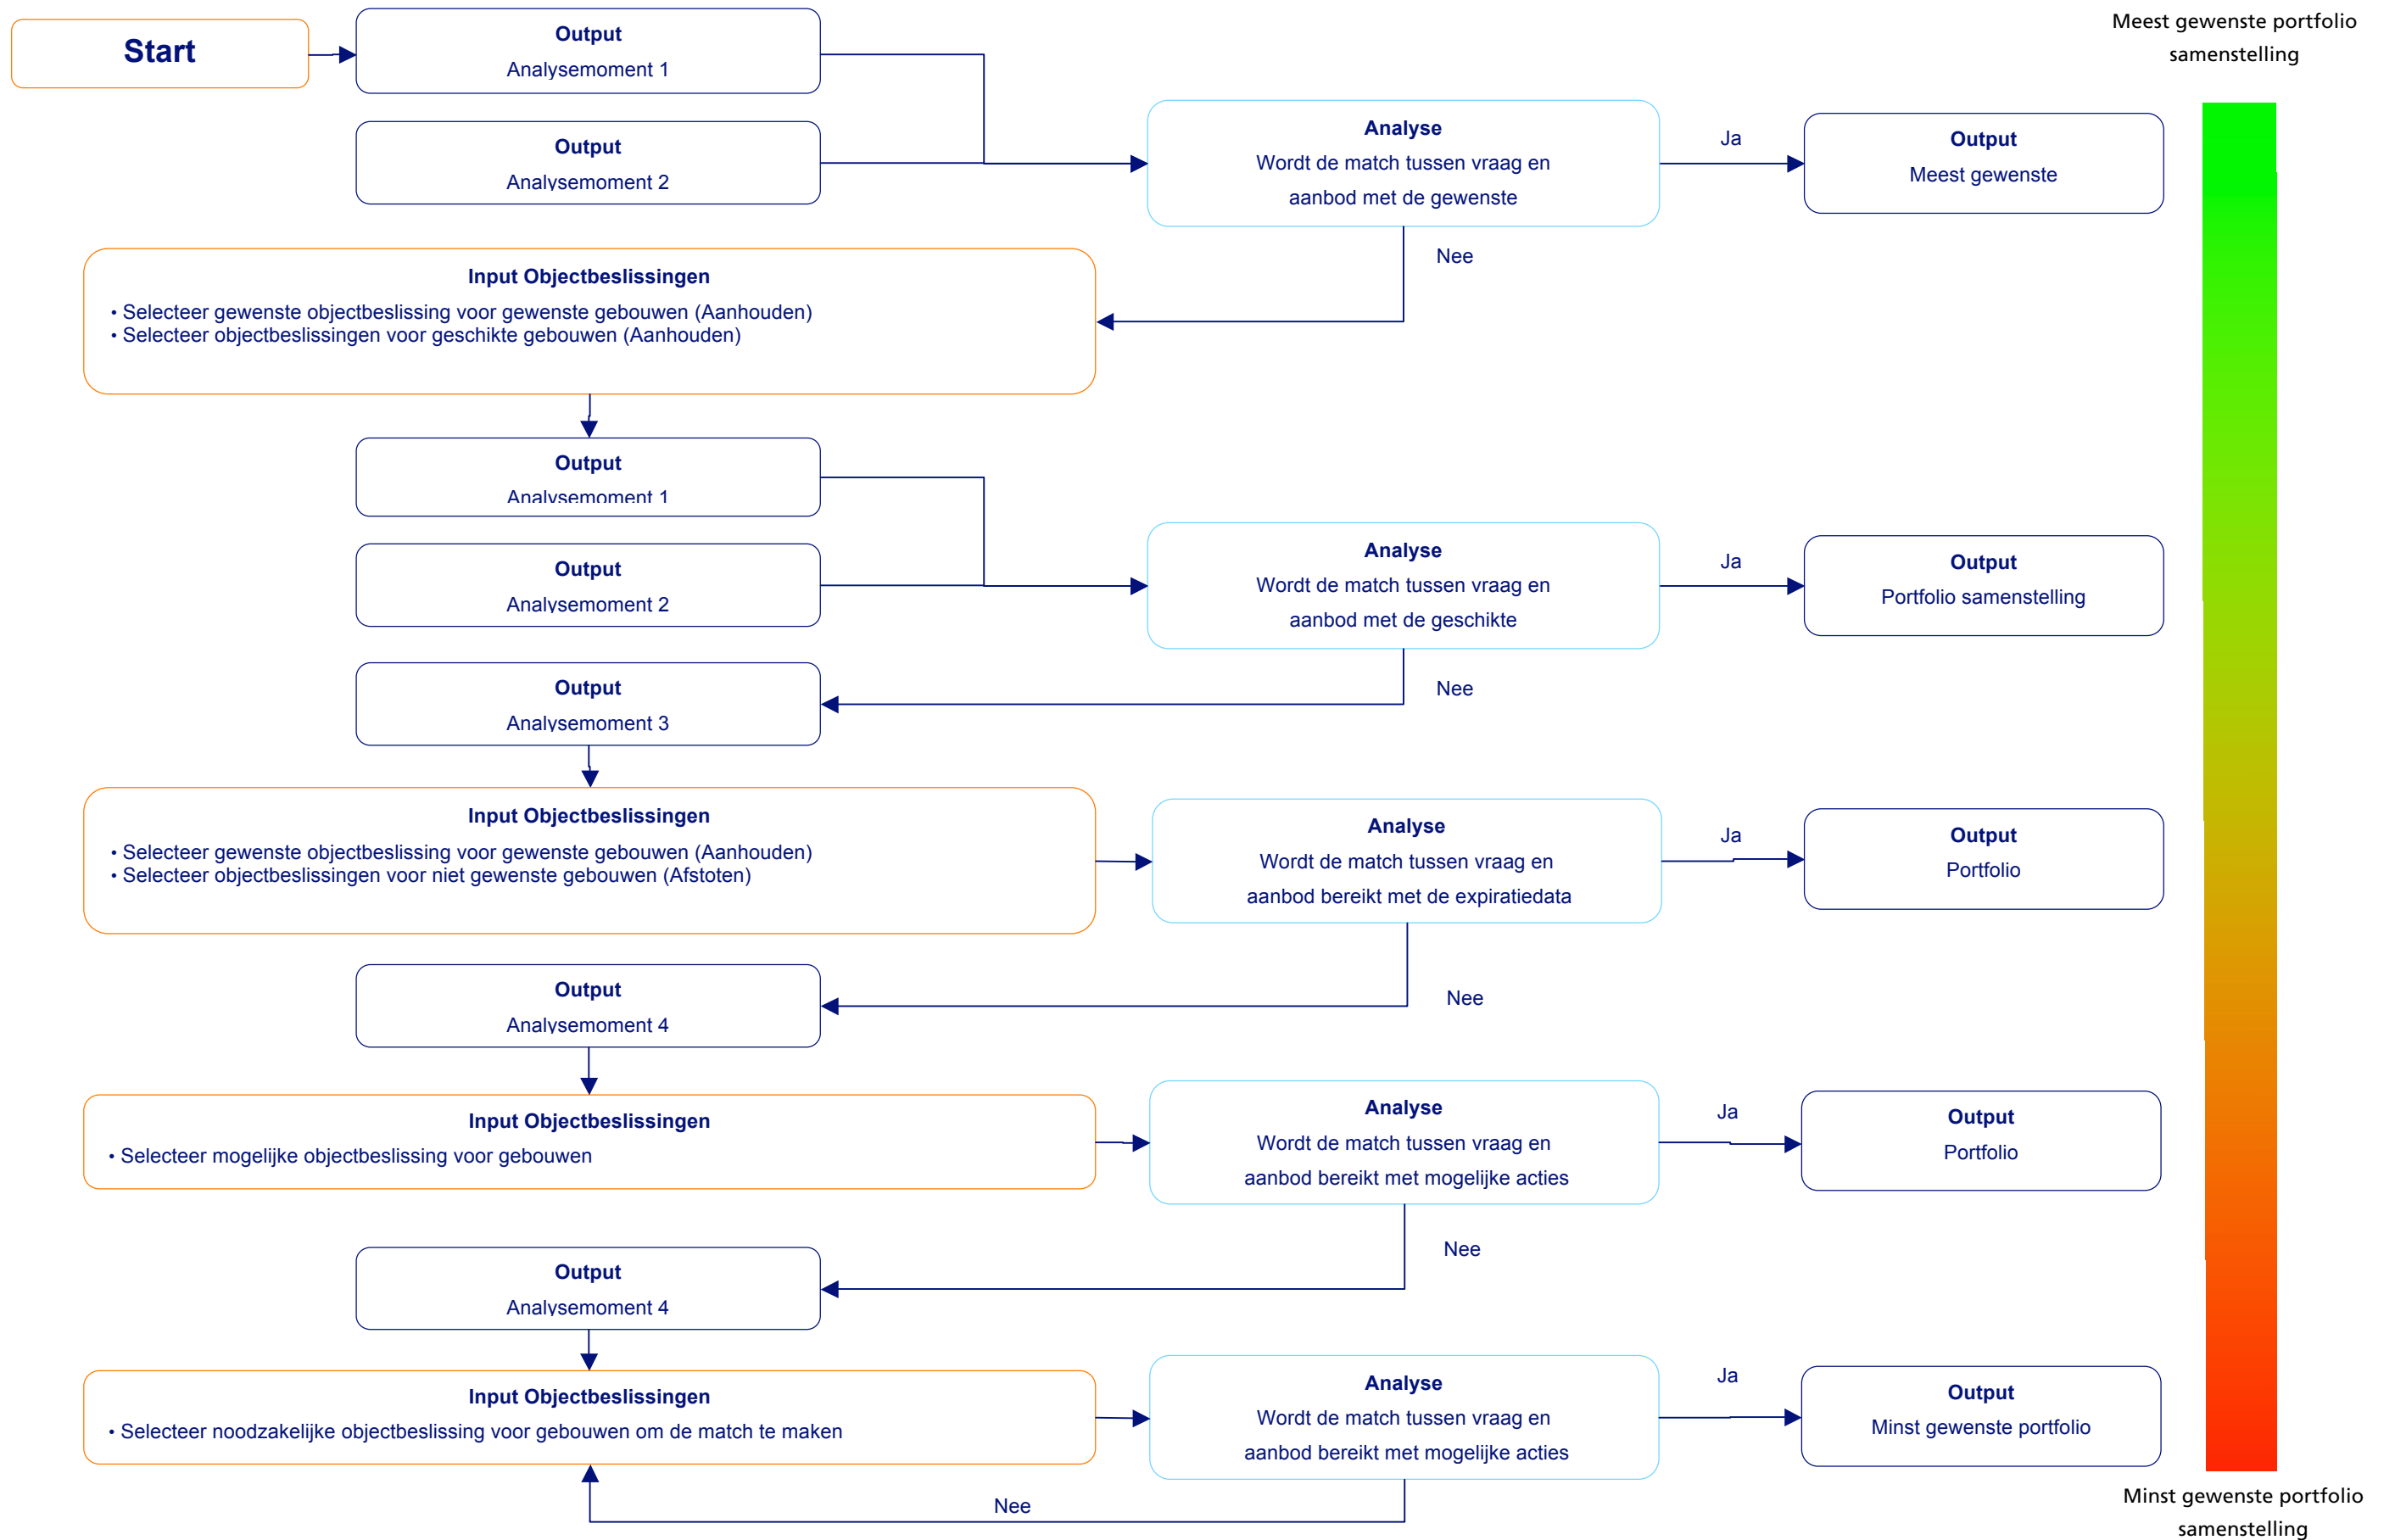 Start
Output
Analysemoment 1
Output
Analysemoment 2
Analyse
Wordt de match tussen vraag en
aanbod met de gewenste
Ja
Output
Meest gewenste
Meest gewenste portfolio
samenstelling
Nee
Input Objectbeslissingen
• Selecteer gewenste objectbeslissing voor gewenste gebouwen (Aanhouden)
• Selecteer objectbeslissingen voor geschikte gebouwen (Aanhouden)
Output
Analysemoment 1
Output
Analysemoment 2
Analyse
Wordt de match tussen vraag en
aanbod met de geschikte
Ja
Output
Portfolio samenstelling
Nee
Output
Analysemoment 3
Input Objectbeslissingen
• Selecteer gewenste objectbeslissing voor gewenste gebouwen (Aanhouden)
• Selecteer objectbeslissingen voor niet gewenste gebouwen (Afstoten)
Analyse
Wordt de match tussen vraag en
aanbod bereikt met de expiratiedata
Ja
Output
Portfolio
Nee
Output
Analysemoment 4
Input Objectbeslissingen
• Selecteer mogelijke objectbeslissing voor gebouwen
Analyse
Wordt de match tussen vraag en
aanbod bereikt met mogelijke acties
Ja
Output
Portfolio
Nee
Output
Analysemoment 4
Input Objectbeslissingen
• Selecteer noodzakelijke objectbeslissing voor gebouwen om de match te maken
Analyse
Wordt de match tussen vraag en
aanbod bereikt met mogelijke acties
Ja
Output
Minst gewenste portfolio
Nee
Minst gewenste portfolio
samenstelling